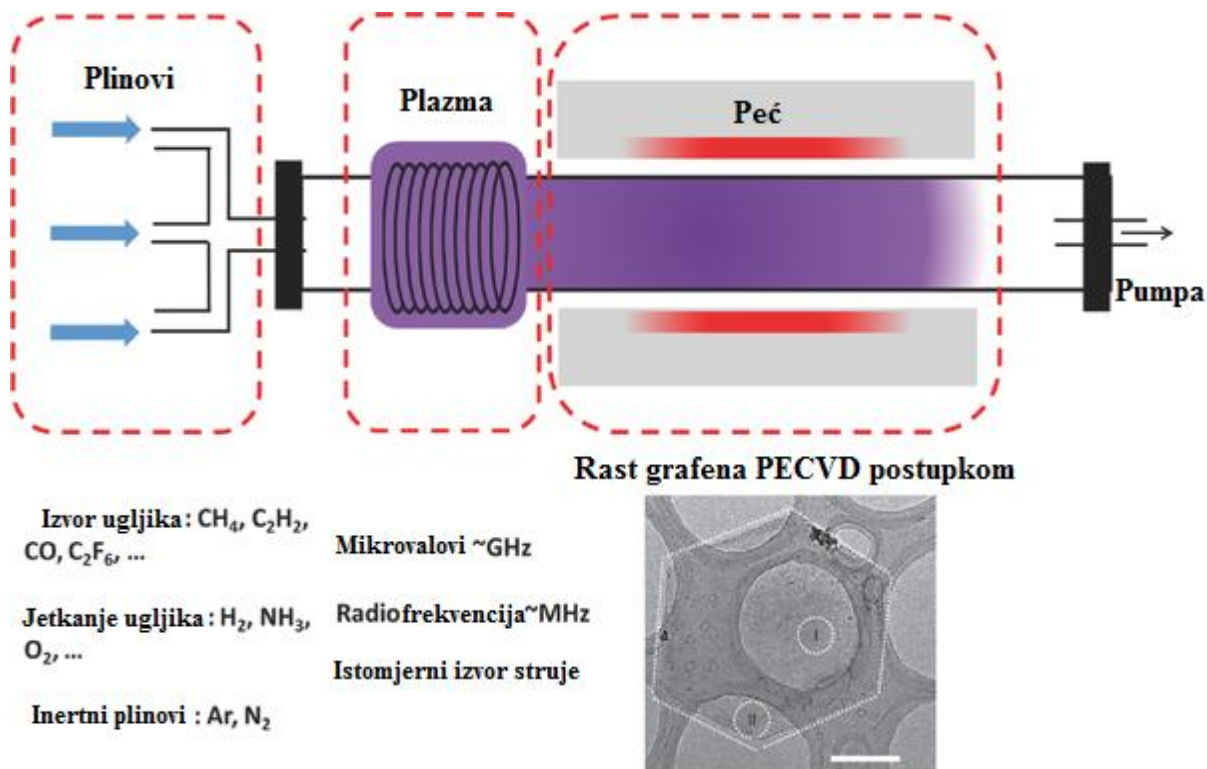 Plinovi
Plazma
Peć
Pumpa
Rast grafena PECVD postupkom
Izvor ugljika : CH₄, C₂H₂,
CO, C₂F₆, ...
Jetkanje ugljika : H₂, NH₃,
O₂, ...
Inertni plinovi : Ar, N₂
Mikrovalovi ~GHz
Radiofrekvencija~MHz
Istomjerni izvor struje
I
II